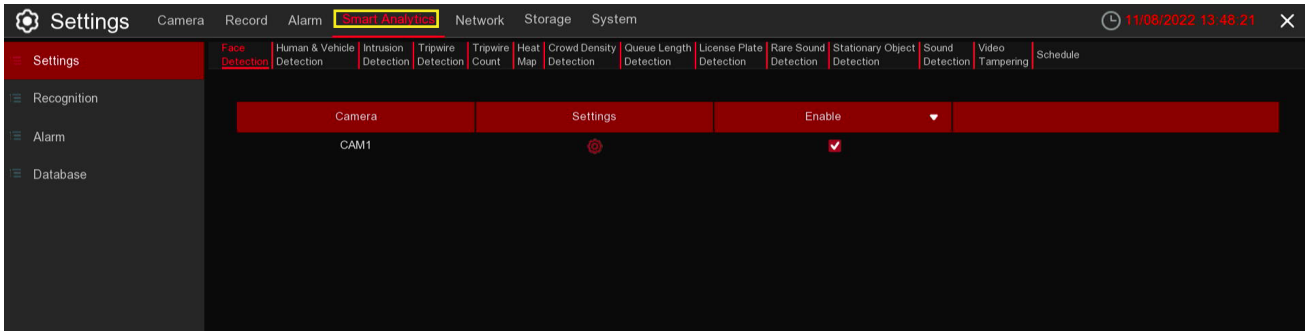 Settings Camera Record Alarm Smart Analytics Network Storage System 11/08/2022 13:48:21
Settings
Recognition
Alarm
Database
Face Detection
Human & Vehicle Detection
Intrusion Detection
Tripwire Detection
Tripwire Count
Heat Map
Crowd Density Detection
Queue Length Detection
License Plate Detection
Rare Sound Detection
Stationary Object Detection
Sound Detection
Video Tampering
Schedule
Camera Settings Enable
CAM1